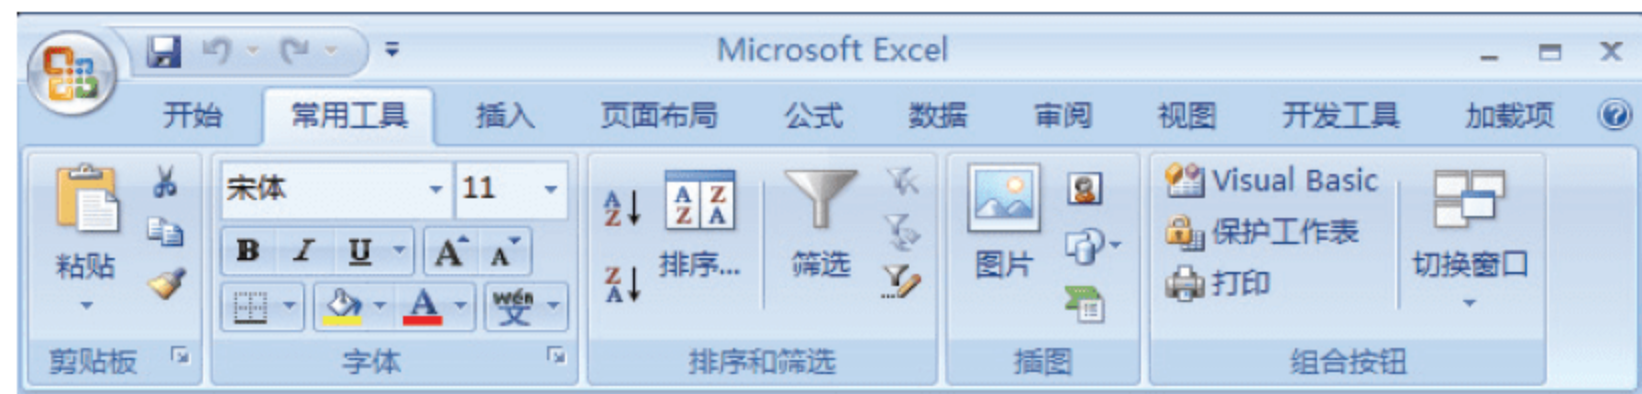 Microsoft Excel
开始 常用工具 插入 页面布局 公式 数据 审阅 视图 开发工具 加载项
宋体 11
Visual Basic
保护工作表
打印
粘贴
B I U A A
A wén 文
A Z
Z A
A Z Z A
排序...
筛选
图片
切换窗口
剪贴板 字体 排序和筛选 插图 组合按钮